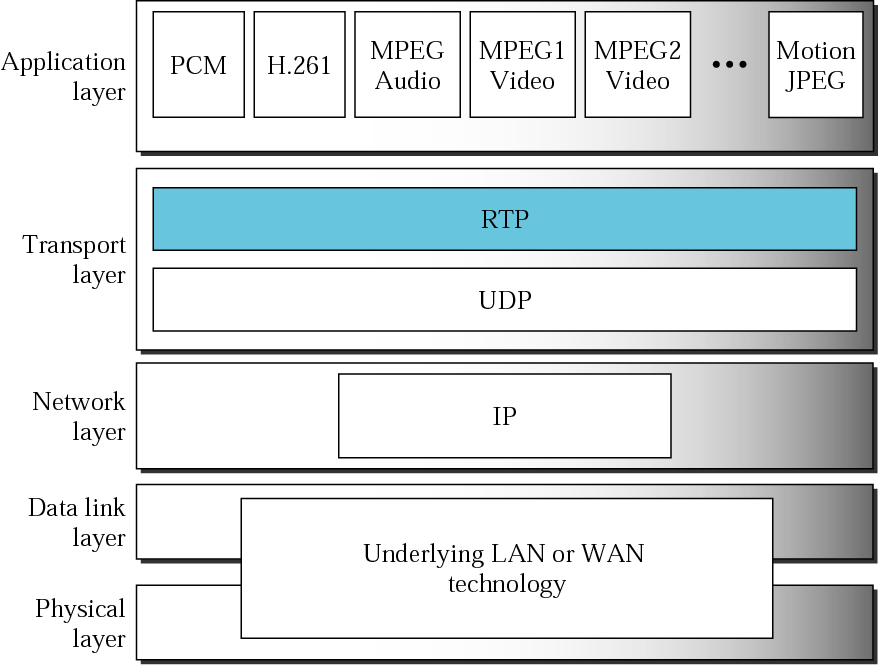 Application
layer
PCM
H.261
MPEG
Audio
MPEG1
Video
MPEG2
Video
•••
Motion
JPEG
Transport
layer
RTP
UDP
Network
layer
IP
Data link
layer
Underlying LAN or WAN
technology
Physical
layer